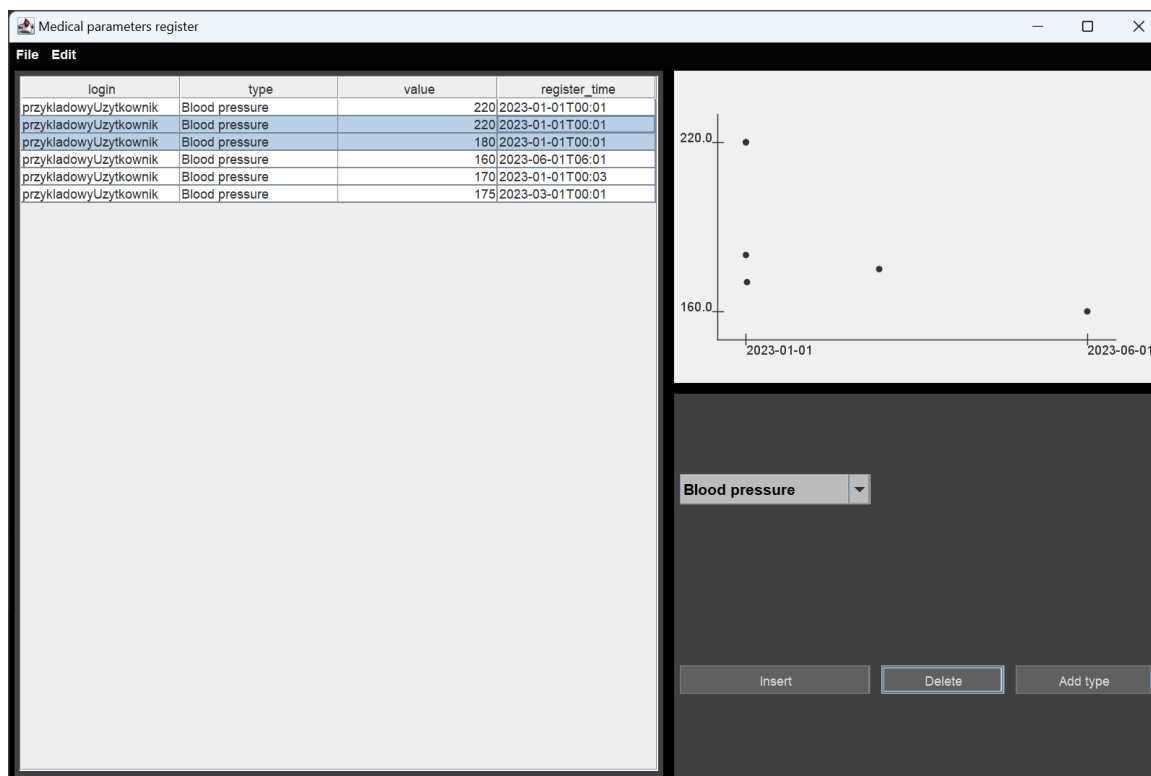 Medical parameters register
File Edit
login type value register_time
przykladowyUzytkownik Blood pressure 220 2023-01-01T00:01
przykladowyUzytkownik Blood pressure 220 2023-01-01T00:01
przykladowyUzytkownik Blood pressure 180 2023-01-01T00:01
przykladowyUzytkownik Blood pressure 160 2023-06-01T06:01
przykladowyUzytkownik Blood pressure 170 2023-01-01T00:03
przykladowyUzytkownik Blood pressure 175 2023-03-01T00:01
220.0
160.0
2023-01-01 2023-06-01
Blood pressure
Insert Delete Add type